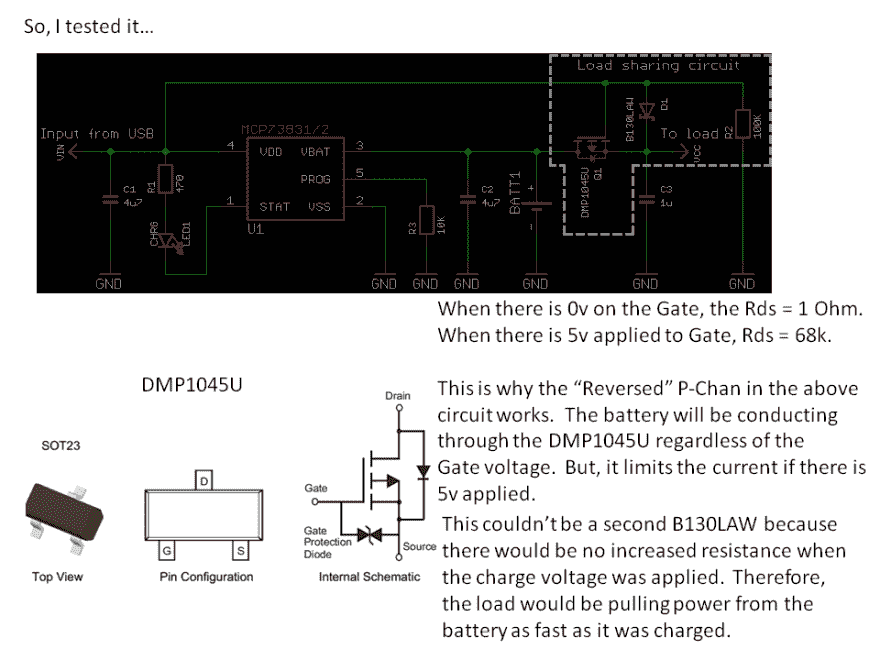 So, I tested it...
Load sharing circuit
MCP73831/2
Input from USB
VIN
4
VDD
VBAT
3
PROG
5
1
STAT
VSS
2
U1
C1
4u7
R1
470
CHRG
LED1
R3
10K
C2
4u7
BATT1
+
DMP1045U
Q1
B130LAW
D1
To load
VCC
R2
100K
C3
1u
GND
GND
GND
GND
GND
GND
GND
When there is 0v on the Gate, the Rds = 1 Ohm.
When there is 5v applied to Gate, Rds = 68k.
DMP1045U
SOT23
Top View
D
G
S
Pin Configuration
Drain
Gate
Gate
Protection
Diode
Source
Internal Schematic
This is why the “Reversed” P-Chan in the above
circuit works. The battery will be conducting
through the DMP1045U regardless of the
Gate voltage. But, it limits the current if there is
5v applied.
This couldn’t be a second B130LAW because
there would be no increased resistance when
the charge voltage was applied. Therefore,
the load would be pulling power from the
battery as fast as it was charged.